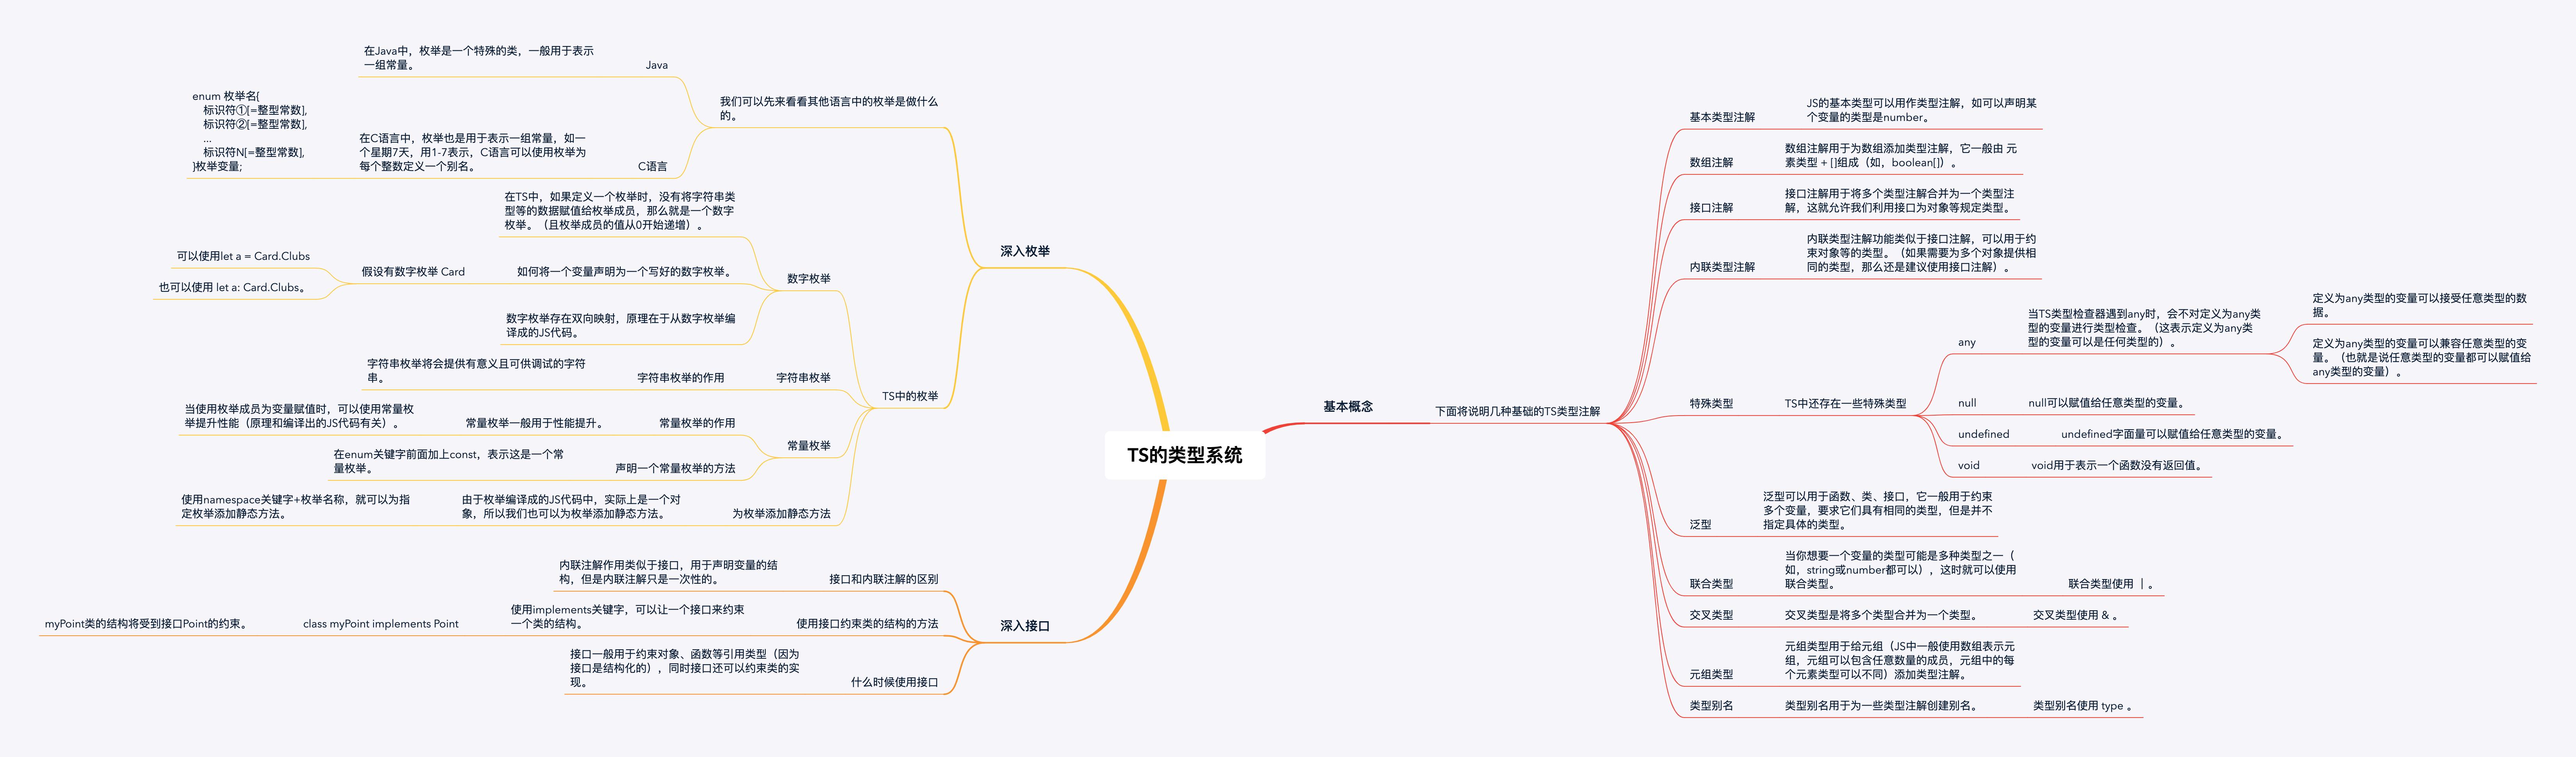 TS的类型系统
基本概念
下面将说明几种基础的TS类型注解
基本类型注解
JS的基本类型可以用作类型注解，如可以声明某
个变量的类型是number。
数组注解
数组注解用于为数组添加类型注解，它一般由 元
素类型 + []组成（如，boolean[]）。
接口注解
接口注解用于将多个类型注解合并为一个类型注
解，这就允许我们利用接口为对象等规定类型。
内联类型注解
内联类型注解功能类似于接口注解，可以用于约
束对象等的类型。（如果需要为多个对象提供相
同的类型，那么还是建议使用接口注解）。
特殊类型
TS中还存在一些特殊类型
any
当TS类型检查器遇到any时，会不对定义为any类
型的变量进行类型检查。（这表示定义为any类
型的变量可以是任何类型的）。
定义为any类型的变量可以接受任意类型的数
据。
定义为any类型的变量可以兼容任意类型的变
量。（也就是说任意类型的变量都可以赋值给
any类型的变量）。
null
null可以赋值给任意类型的变量。
undefined
undefined字面量可以赋值给任意类型的变量。
void
void用于表示一个函数没有返回值。
泛型
泛型可以用于函数、类、接口，它一般用于约束
多个变量，要求它们具有相同的类型，但是并不
指定具体的类型。
联合类型
当你想要一个变量的类型可能是多种类型之一（
如，string或number都可以），这时就可以使用
联合类型。
联合类型使用 ｜。
交叉类型
交叉类型是将多个类型合并为一个类型。
交叉类型使用 & 。
元组类型
元组类型用于给元组（JS中一般使用数组表示元
组，元组可以包含任意数量的成员，元组中的每
个元素类型可以不同）添加类型注解。
类型别名
类型别名用于为一些类型注解创建别名。
类型别名使用 type 。
深入枚举
我们可以先来看看其他语言中的枚举是做什么
的。
Java
在Java中，枚举是一个特殊的类，一般用于表示
一组常量。
C语言
在C语言中，枚举也是用于表示一组常量，如一
个星期7天，用1-7表示，C语言可以使用枚举为
每个整数定义一个别名。
enum 枚举名{
标识符①[=整型常数],
标识符②[=整型常数],
...
标识符N[=整型常数],
}枚举变量;
TS中的枚举
数字枚举
在TS中，如果定义一个枚举时，没有将字符串类
型等的数据赋值给枚举成员，那么就是一个数字
枚举。（且枚举成员的值从0开始递增）。
如何将一个变量声明为一个写好的数字枚举。
假设有数字枚举 Card
可以使用let a = Card.Clubs
也可以使用 let a: Card.Clubs。
数字枚举存在双向映射，原理在于从数字枚举编
译成的JS代码。
字符串枚举
字符串枚举的作用
字符串枚举将会提供有意义且可供调试的字符
串。
常量枚举
常量枚举的作用
常量枚举一般用于性能提升。
当使用枚举成员为变量赋值时，可以使用常量枚
举提升性能（原理和编译出的JS代码有关）。
声明一个常量枚举的方法
在enum关键字前面加上const，表示这是一个常
量枚举。
为枚举添加静态方法
由于枚举编译成的JS代码中，实际上是一个对
象，所以我们也可以为枚举添加静态方法。
使用namespace关键字+枚举名称，就可以为指
定枚举添加静态方法。
深入接口
接口和内联注解的区别
内联注解作用类似于接口，用于声明变量的结
构，但是内联注解只是一次性的。
使用接口约束类的结构的方法
使用implements关键字，可以让一个接口来约束
一个类的结构。
class myPoint implements Point
myPoint类的结构将受到接口Point的约束。
什么时候使用接口
接口一般用于约束对象、函数等引用类型（因为
接口是结构化的），同时接口还可以约束类的实
现。